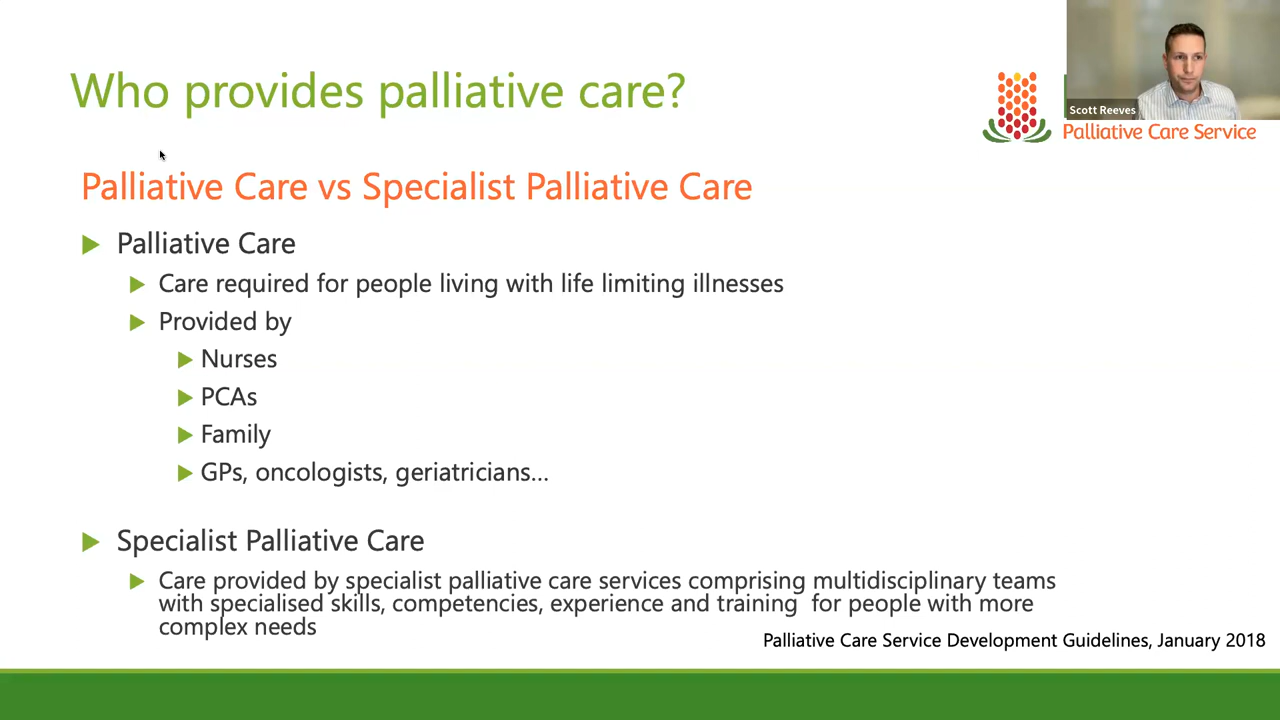 Who provides palliative care?
Scott Reeves
Palliative Care Service
Palliative Care vs Specialist Palliative Care
Palliative Care
Care required for people living with life limiting illnesses
Provided by
Nurses
PCAs
Family
GPs, oncologists, geriatricians...
Specialist Palliative Care
Care provided by specialist palliative care services comprising multidisciplinary teams
with specialised skills, competencies, experience and training for people with more
complex needs
Palliative Care Service Development Guidelines, January 2018